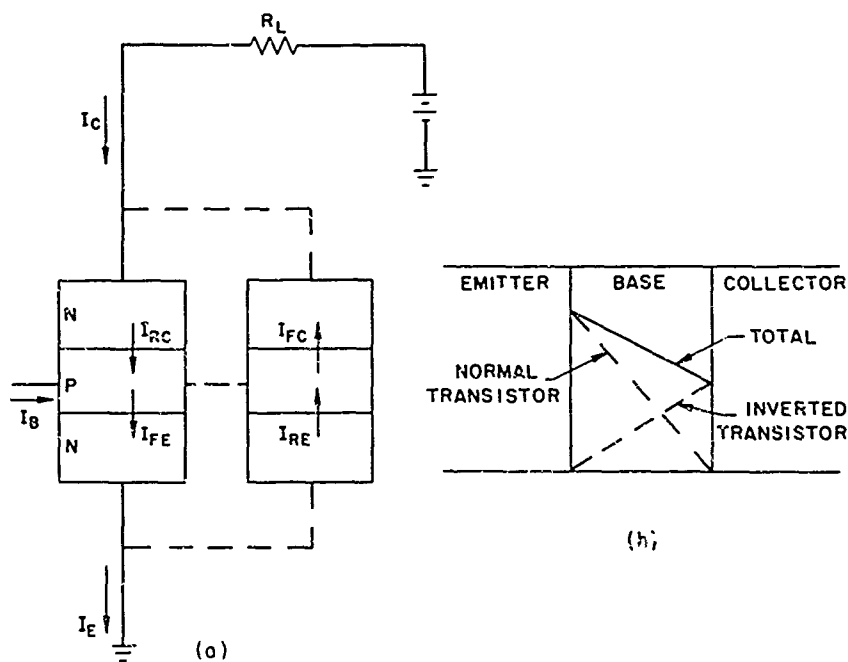 R_L
I_C
N
I_RC
I_FC
P
I_B
I_FE
I_RE
N
I_E
(a)
EMITTER BASE COLLECTOR
TOTAL
NORMAL
TRANSISTOR
INVERTED
TRANSISTOR
(b)